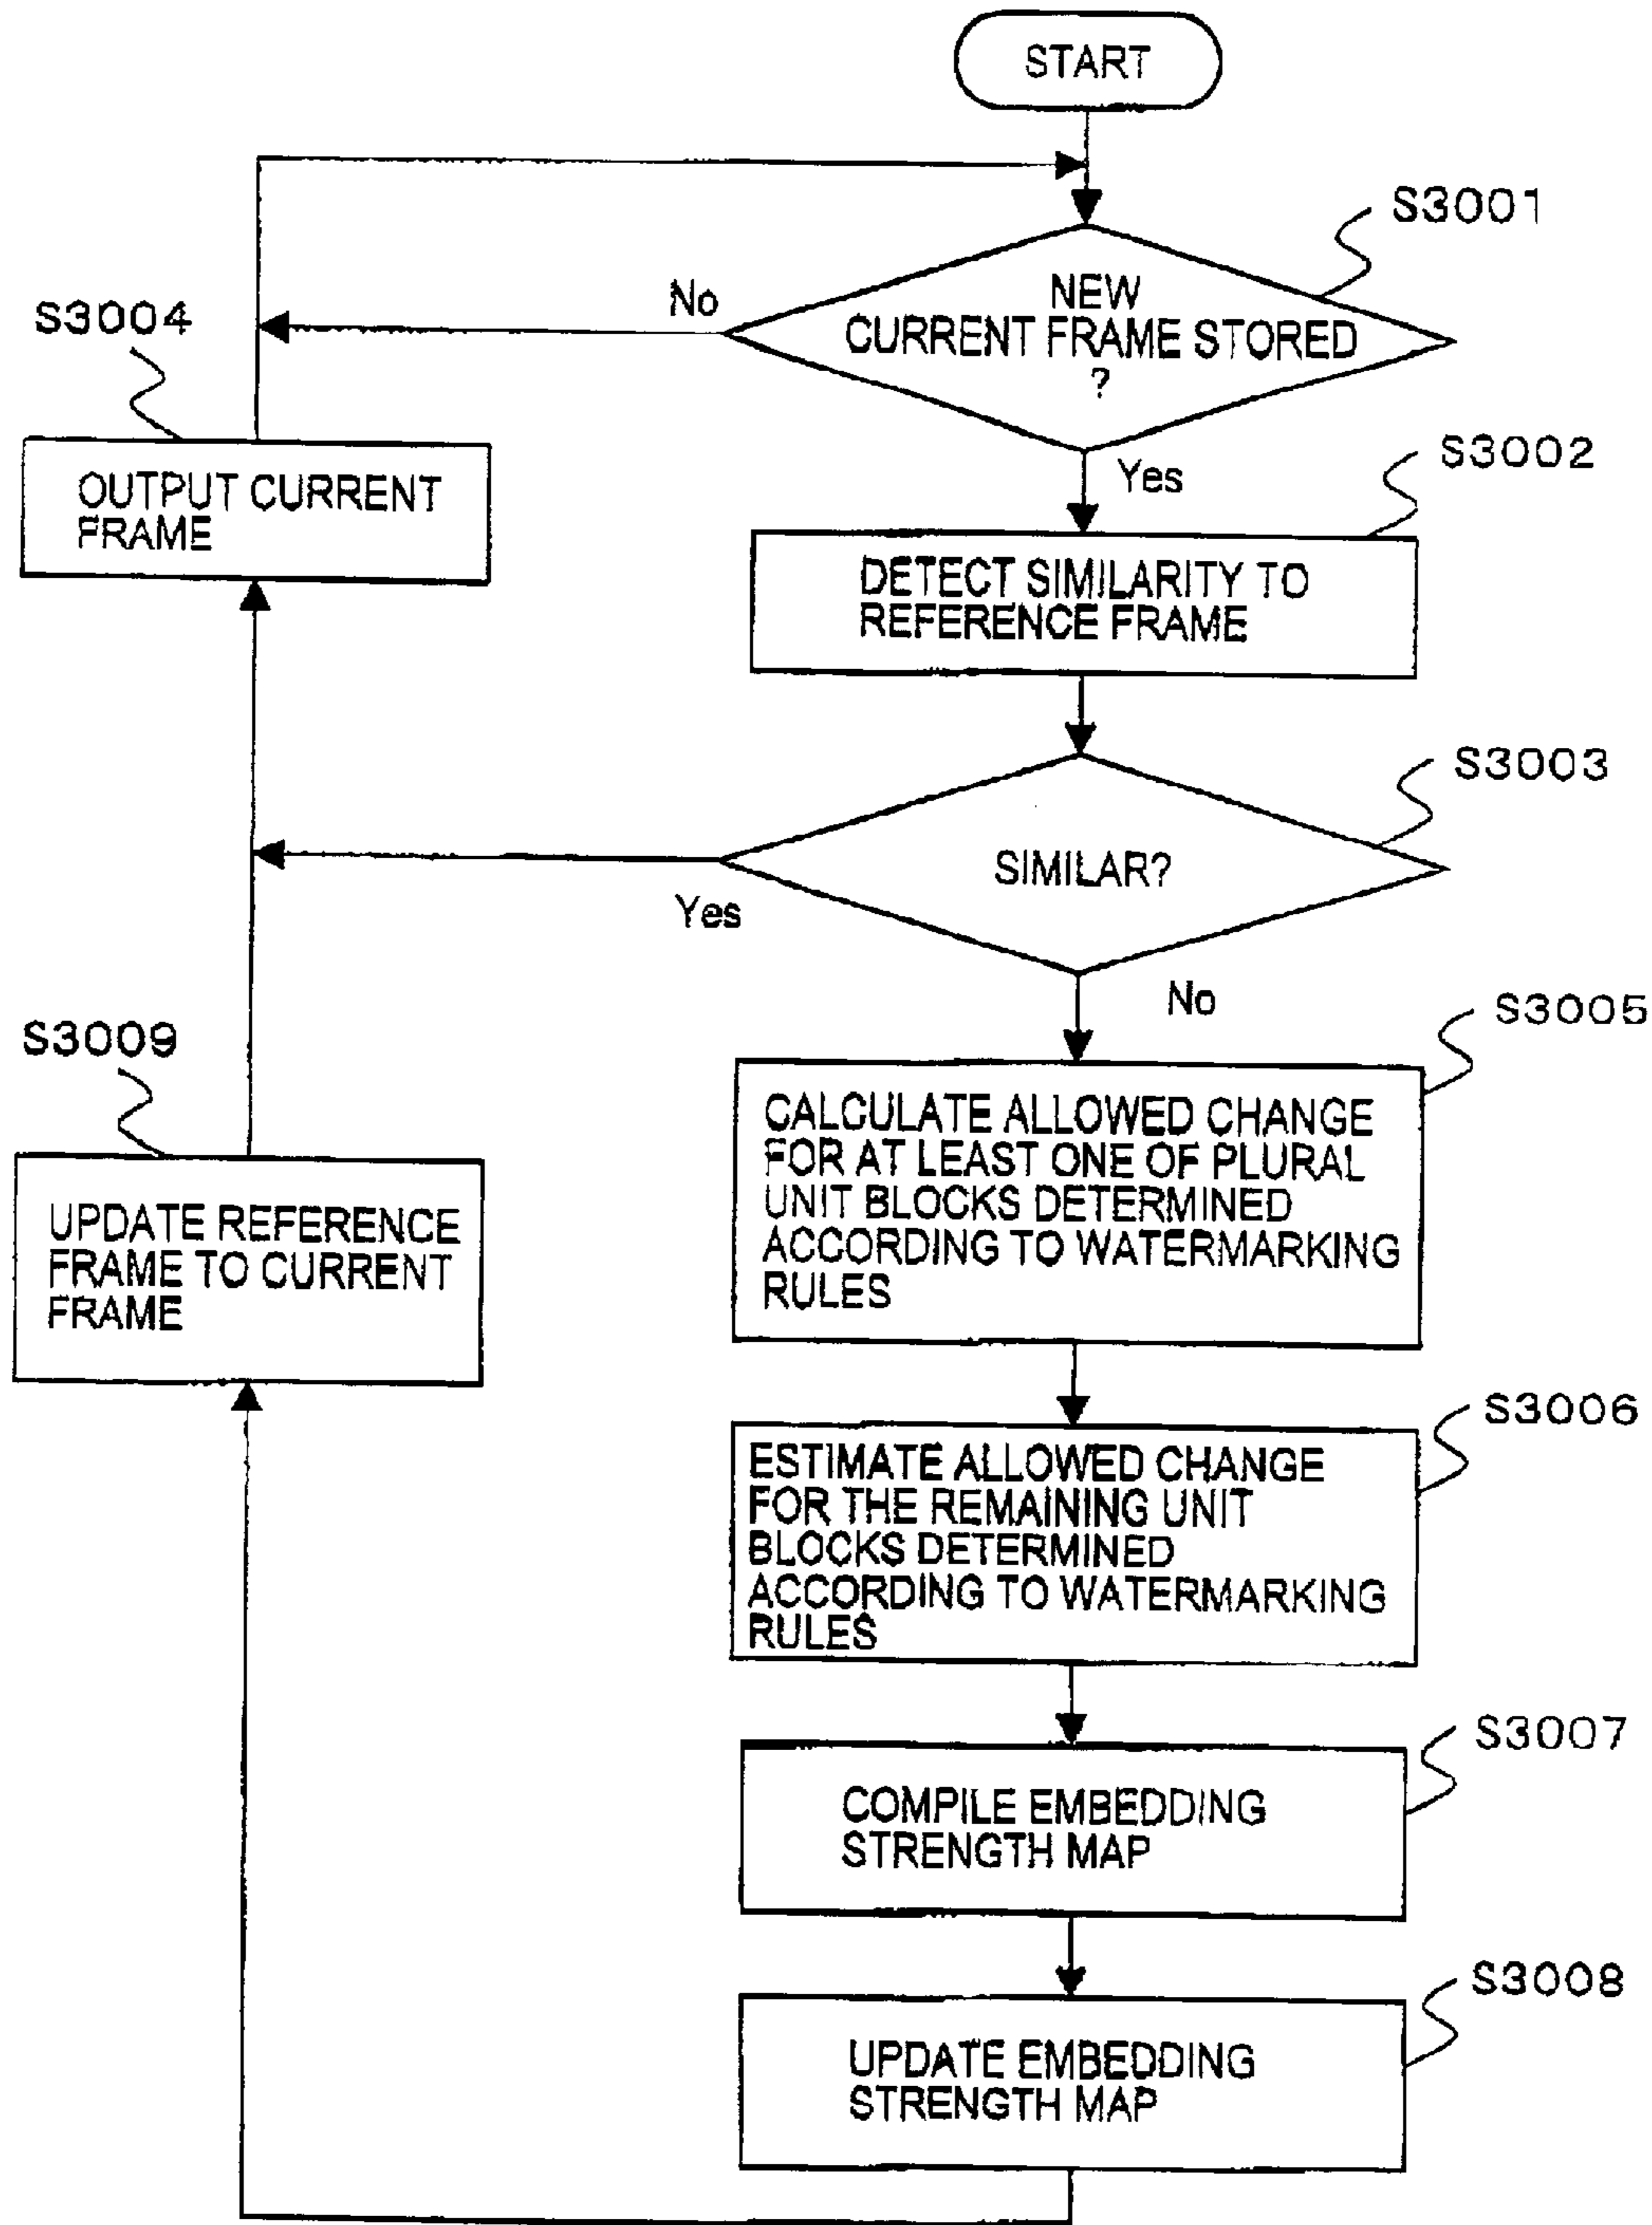 START
S3001
NEW
CURRENT FRAME STORED
?
No
Yes
S3004
OUTPUT CURRENT
FRAME
S3002
DETECT SIMILARITY TO
REFERENCE FRAME
S3003
SIMILAR?
Yes
No
S3005
CALCULATE ALLOWED CHANGE
FOR AT LEAST ONE OF PLURAL
UNIT BLOCKS DETERMINED
ACCORDING TO WATERMARKING
RULES
S3009
UPDATE REFERENCE
FRAME TO CURRENT
FRAME
S3006
ESTIMATE ALLOWED CHANGE
FOR THE REMAINING UNIT
BLOCKS DETERMINED
ACCORDING TO WATERMARKING
RULES
S3007
COMPILE EMBEDDING
STRENGTH MAP
S3008
UPDATE EMBEDDING
STRENGTH MAP